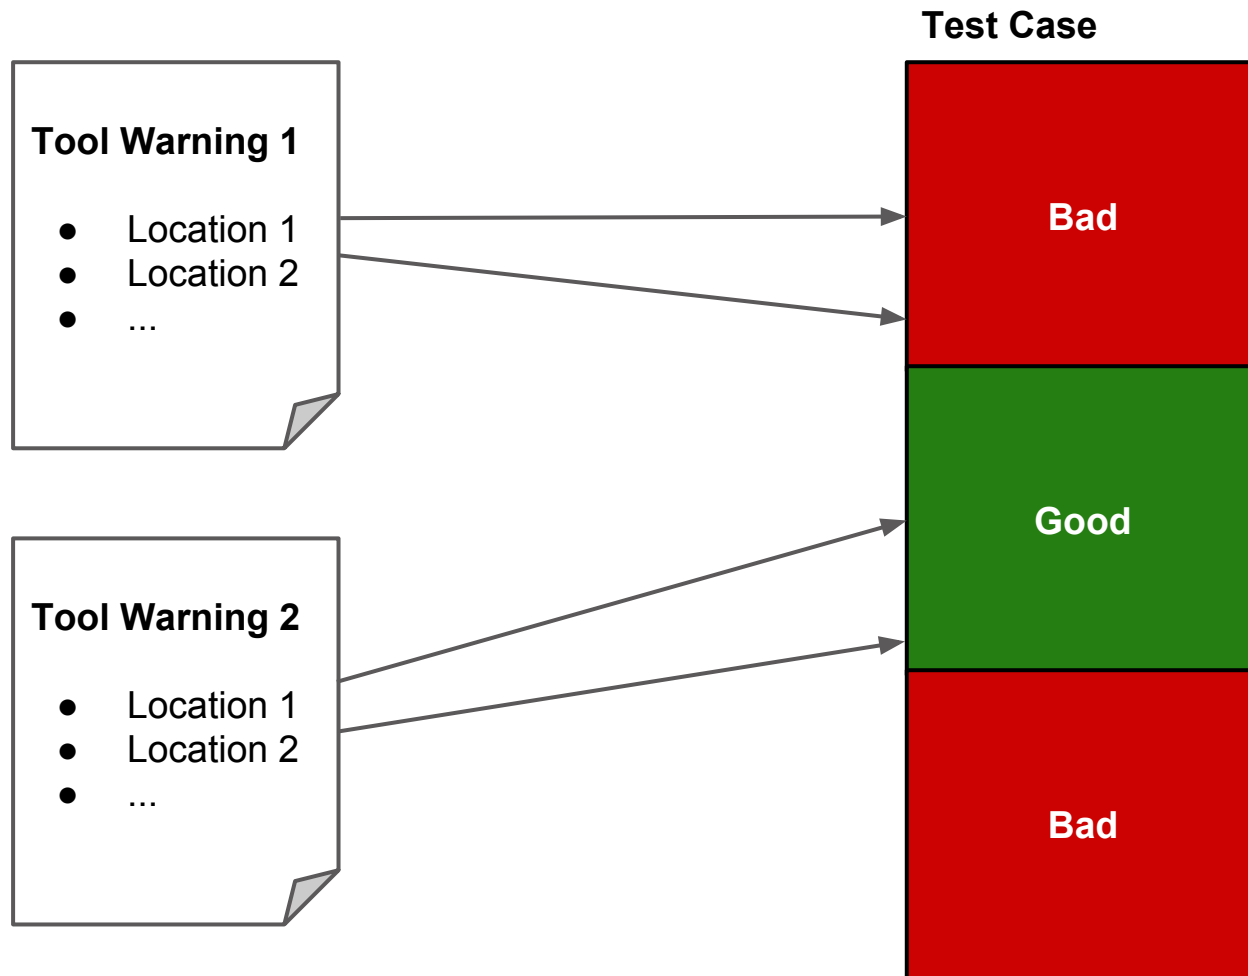 Test Case
Tool Warning 1
● Location 1
● Location 2
● ...
Bad
Good
Tool Warning 2
● Location 1
● Location 2
● ...
Bad